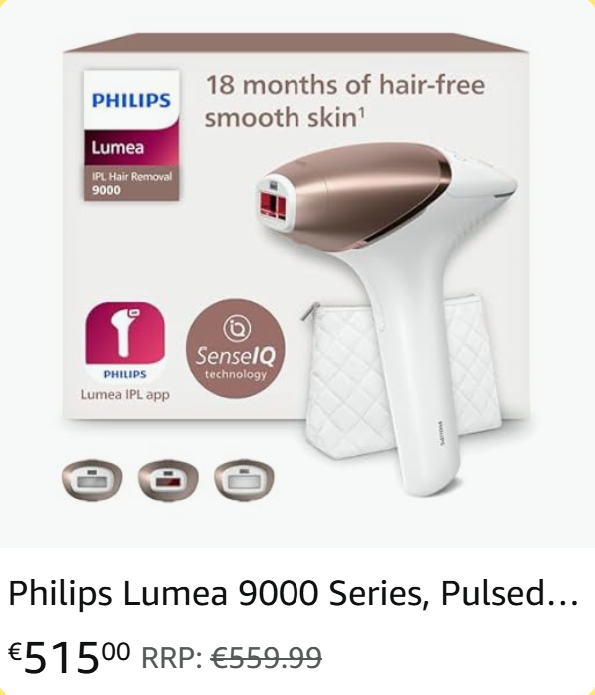 18 months of hair-free
smooth skin¹
PHILIPS
Lumea
IPL Hair Removal
9000
SenseIQ
technology
PHILIPS
Lumea IPL app
PHILIPS
Philips Lumea 9000 Series, Pulsed...
€515⁰⁰ RRP: €559.99